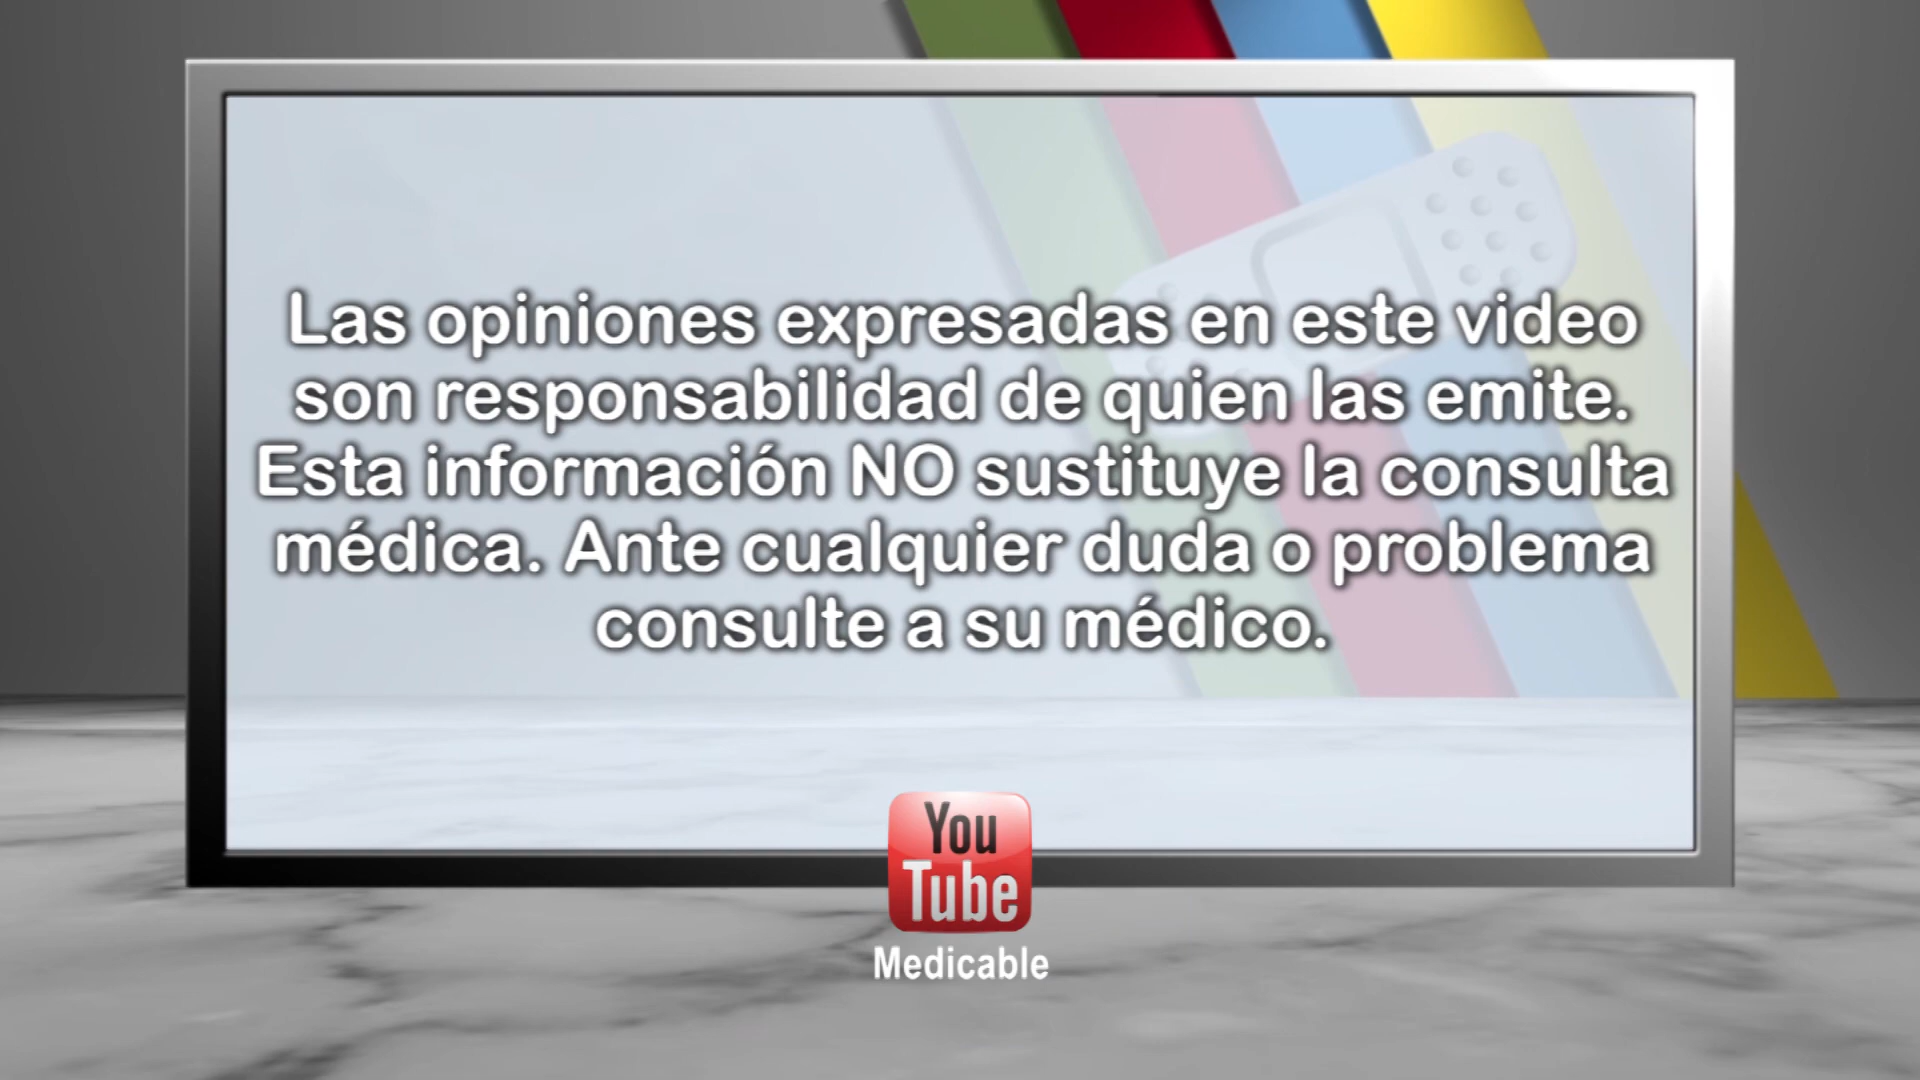 Las opiniones expresadas en este video
son responsabilidad de quien las emite.
Esta información NO sustituye la consulta
médica. Ante cualquier duda o problema
consulte a su médico.
You
Tube
Medicable